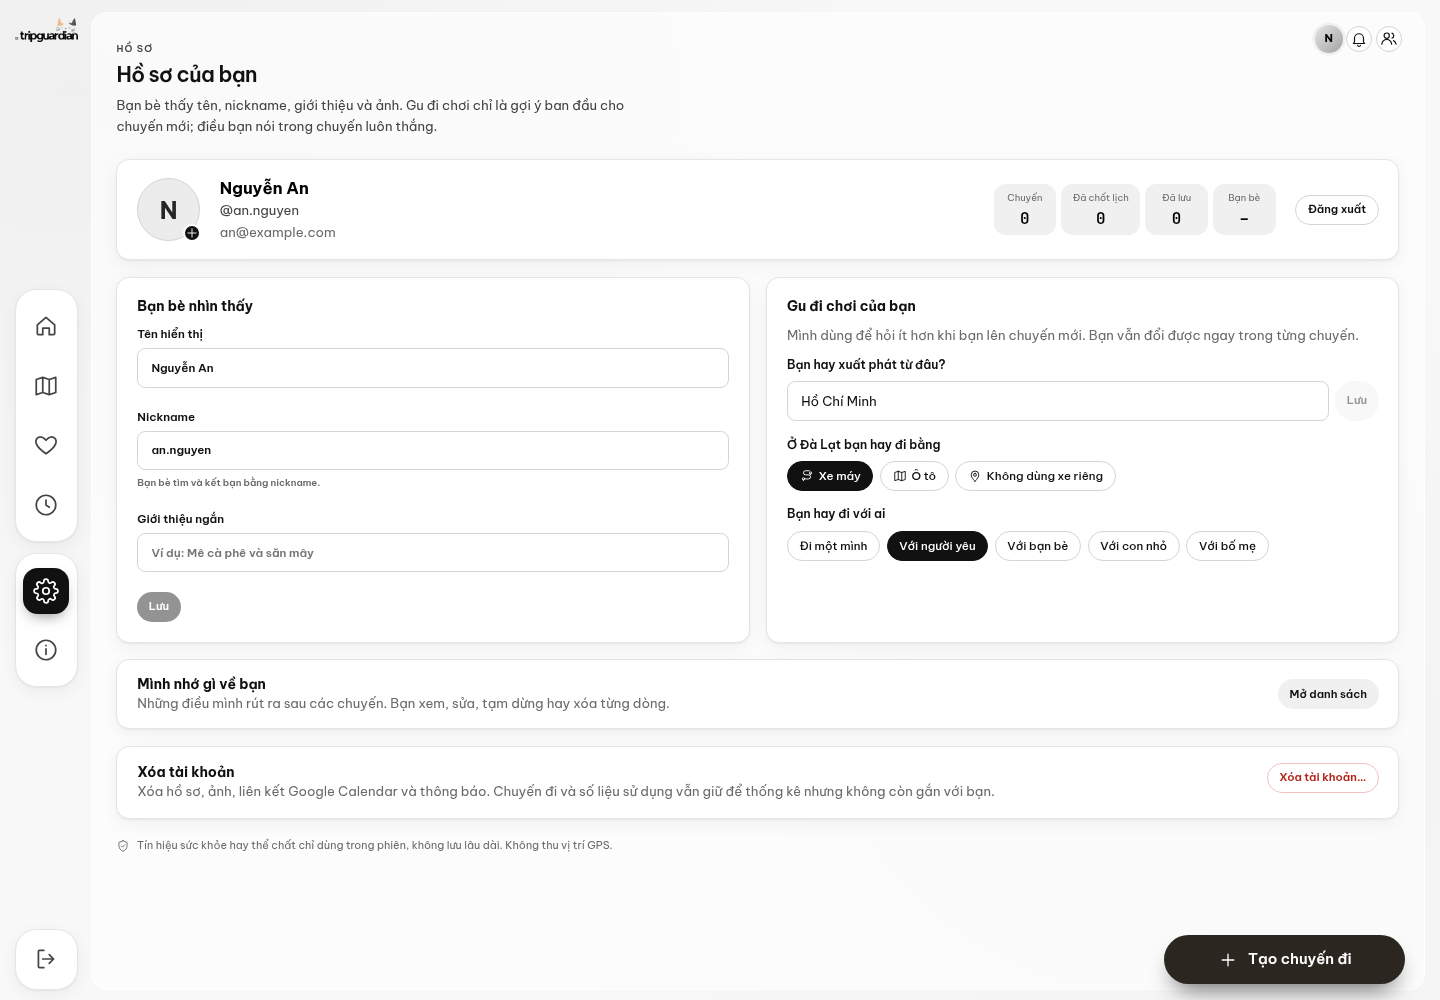 tripguardian
N
HỒ SƠ
Hồ sơ của bạn
Bạn bè thấy tên, nickname, giới thiệu và ảnh. Gu đi chơi chỉ là gợi ý ban đầu cho
chuyến mới; điều bạn nói trong chuyến luôn thắng.
N
Nguyễn An
@an.nguyen
an@example.com
Chuyến
0
Đã chốt lịch
0
Đã lưu
0
Bạn bè
–
Đăng xuất
Bạn bè nhìn thấy
Tên hiển thị
Nguyễn An
Nickname
an.nguyen
Bạn bè tìm và kết bạn bằng nickname.
Giới thiệu ngắn
Ví dụ: Mê cà phê và săn mây
Lưu
Gu đi chơi của bạn
Mình dùng để hỏi ít hơn khi bạn lên chuyến mới. Bạn vẫn đổi được ngay trong từng chuyến.
Bạn hay xuất phát từ đâu?
Hồ Chí Minh
Lưu
Ở Đà Lạt bạn hay đi bằng
Xe máy
Ô tô
Không dùng xe riêng
Bạn hay đi với ai
Đi một mình
Với người yêu
Với bạn bè
Với con nhỏ
Với bố mẹ
Mình nhớ gì về bạn
Những điều mình rút ra sau các chuyến. Bạn xem, sửa, tạm dừng hay xóa từng dòng.
Mở danh sách
Xóa tài khoản
Xóa hồ sơ, ảnh, liên kết Google Calendar và thông báo. Chuyến đi và số liệu sử dụng vẫn giữ để thống kê nhưng không còn gắn với bạn.
Xóa tài khoản...
Tín hiệu sức khỏe hay thể chất chỉ dùng trong phiên, không lưu lâu dài. Không thu vị trí GPS.
Tạo chuyến đi